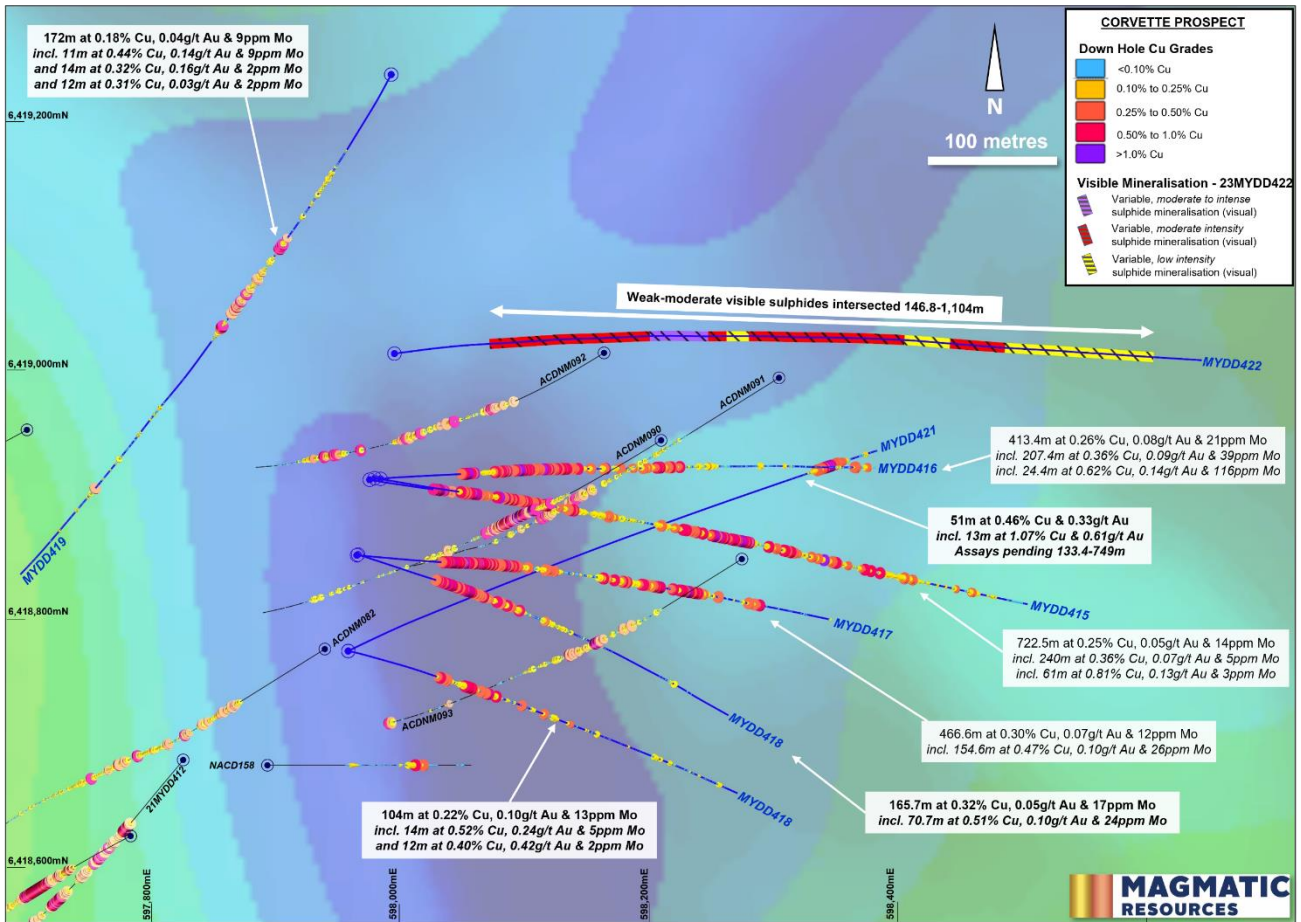 172m at 0.18% Cu, 0.04g/t Au & 9ppm Mo
incl. 11m at 0.44% Cu, 0.14g/t Au & 9ppm Mo
and 14m at 0.32% Cu, 0.16g/t Au & 2ppm Mo
and 12m at 0.31% Cu, 0.03g/t Au & 2ppm Mo
N
100 metres
CORVETTE PROSPECT
Down Hole Cu Grades
<0.10% Cu
0.10% to 0.25% Cu
0.25% to 0.50% Cu
0.50% to 1.0% Cu
>1.0% Cu
Visible Mineralisation - 23MYDD422
Variable, moderate to intense
sulphide mineralisation (visual)
Variable, moderate intensity
sulphide mineralisation (visual)
Variable, low intensity
sulphide mineralisation (visual)
6,419,200mN
Weak-moderate visible sulphides intersected 146.8-1,104m
6,419,000mN
MYDD422
ACDNM092
ACDNM091
ACDNM090
MYDD421
MYDD416
413.4m at 0.26% Cu, 0.08g/t Au & 21ppm Mo
incl. 207.4m at 0.36% Cu, 0.09g/t Au & 39ppm Mo
incl. 24.4m at 0.62% Cu, 0.14g/t Au & 116ppm Mo
51m at 0.46% Cu & 0.33g/t Au
incl. 13m at 1.07% Cu & 0.61g/t Au
Assays pending 133.4-749m
MYDD419
6,418,800mN
MYDD415
MYDD417
ACDNM082
722.5m at 0.25% Cu, 0.05g/t Au & 14ppm Mo
incl. 240m at 0.36% Cu, 0.07g/t Au & 5ppm Mo
incl. 61m at 0.81% Cu, 0.13g/t Au & 3ppm Mo
ACDNM093
MYDD418
466.6m at 0.30% Cu, 0.07g/t Au & 12ppm Mo
incl. 154.6m at 0.47% Cu, 0.10g/t Au & 26ppm Mo
NACD158
21MYDD412
MYDD418
104m at 0.22% Cu, 0.10g/t Au & 13ppm Mo
incl. 14m at 0.52% Cu, 0.24g/t Au & 5ppm Mo
and 12m at 0.40% Cu, 0.42g/t Au & 2ppm Mo
165.7m at 0.32% Cu, 0.05g/t Au & 17ppm Mo
incl. 70.7m at 0.51% Cu, 0.10g/t Au & 24ppm Mo
6,418,600mN
597,800mE
598,000mE
598,200mE
598,400mE
MAGMATIC
RESOURCES